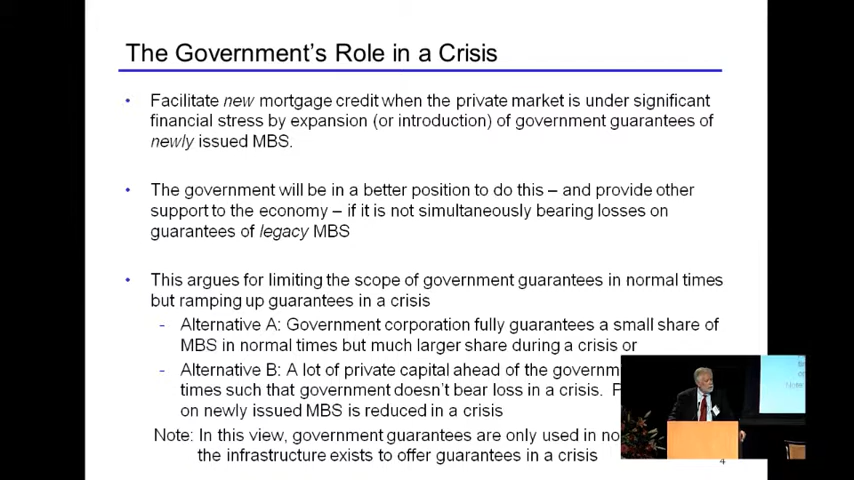 The Government's Role in a Crisis
• Facilitate new mortgage credit when the private market is under significant
financial stress by expansion (or introduction) of government guarantees of
newly issued MBS.
• The government will be in a better position to do this – and provide other
support to the economy – if it is not simultaneously bearing losses on
guarantees of legacy MBS
• This argues for limiting the scope of government guarantees in normal times
but ramping up guarantees in a crisis
- Alternative A: Government corporation fully guarantees a small share of
MBS in normal times but much larger share during a crisis or
- Alternative B: A lot of private capital ahead of the
times such that government doesn't bear loss in a crisis.
on newly issued MBS is reduced in a crisis
Note: In this view, government guarantees are only used in
the infrastructure exists to offer guarantees in a crisis
4